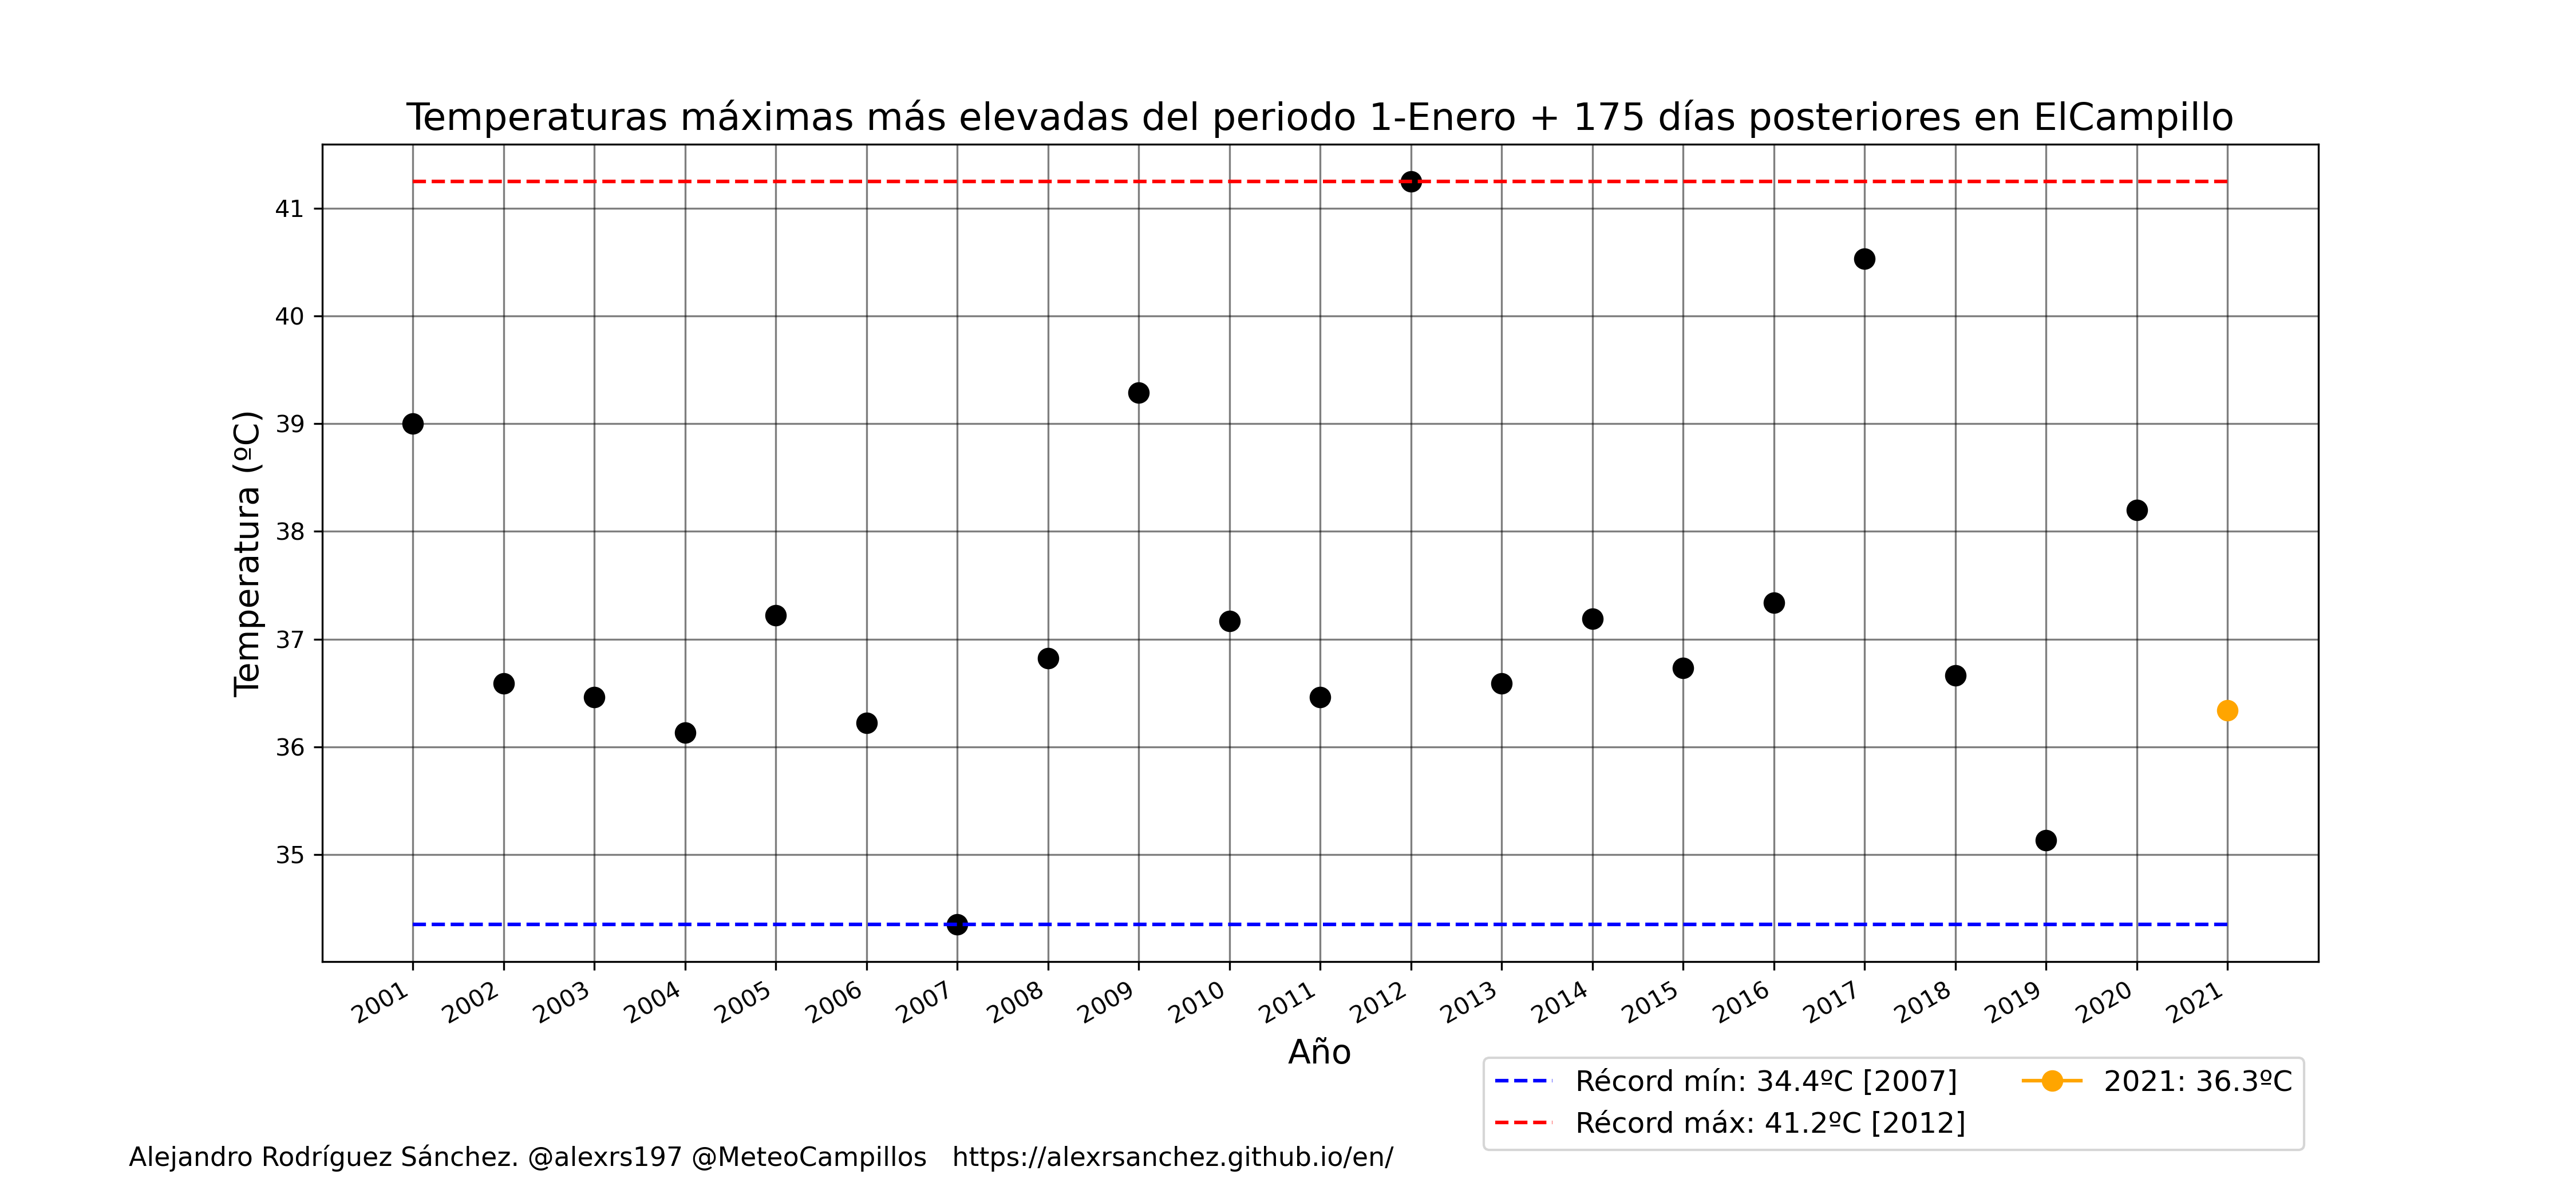 Temperaturas máximas más elevadas del periodo 1-Enero + 175 días posteriores en ElCampillo
Temperatura (ºC)
41
40
39
38
37
36
35
2001 2002 2003 2004 2005 2006 2007 2008 2009 2010 2011 2012 2013 2014 2015 2016 2017 2018 2019 2020 2021
Año
Récord mín: 34.4ºC [2007]
Récord máx: 41.2ºC [2012]
2021: 36.3ºC
Alejandro Rodríguez Sánchez. @alexrs197 @MeteoCampillos https://alexrsanchez.github.io/en/